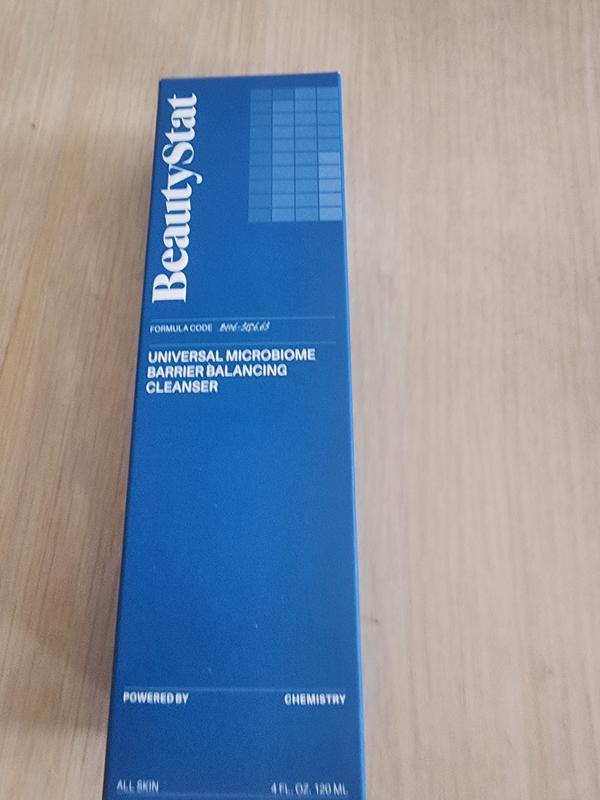 BeautyStat
FORMULA CODE
UNIVERSAL MICROBIOME
BARRIER BALANCING
CLEANSER
POWERED BY CHEMISTRY
ALL SKIN 4 FL. OZ. 120 ML